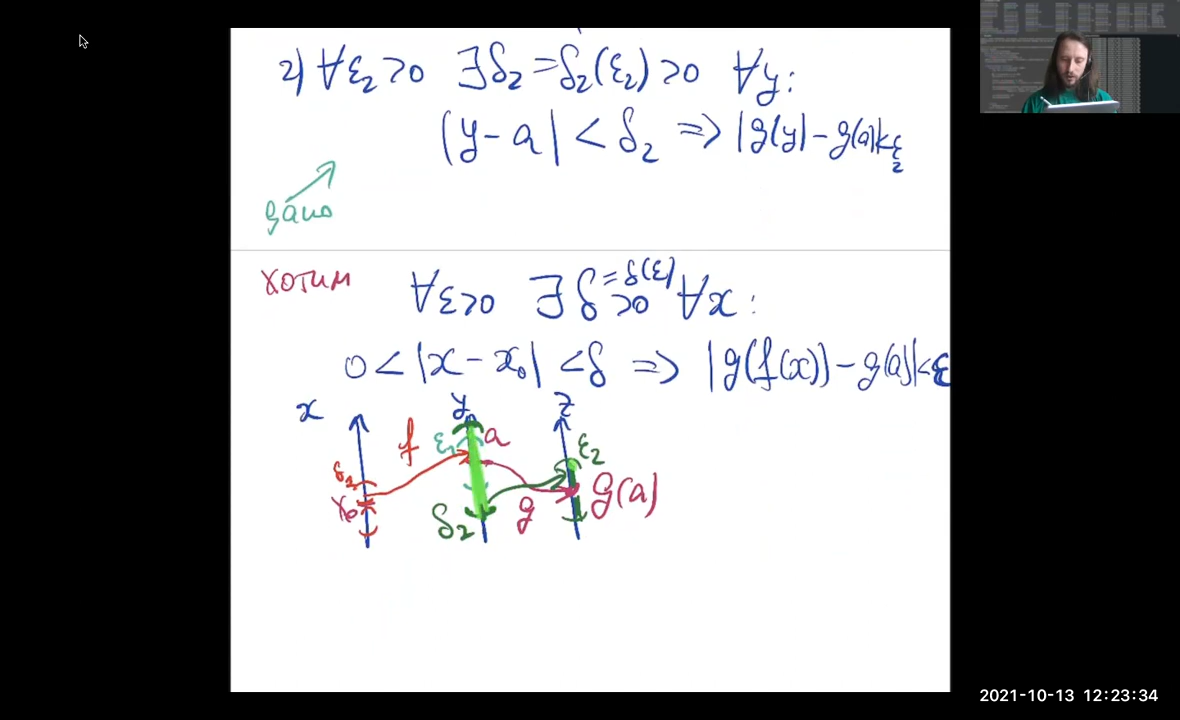 2) ∀ε₂>0 ∃δ₂=δ₂(ε₂)>0 ∀y:
|y-a|<δ₂ => |g(y)-g(a)|<ε₂
дано
хотим ∀ε>0 ∃δ=δ(ε)>0 ∀x:
0<|x-x₀|<δ => |g(f(x))-g(a)|<ε
x y z
f ε₁ a ε₂
x₀ g(a)
δ₂ g
2021-10-13 12:23:34